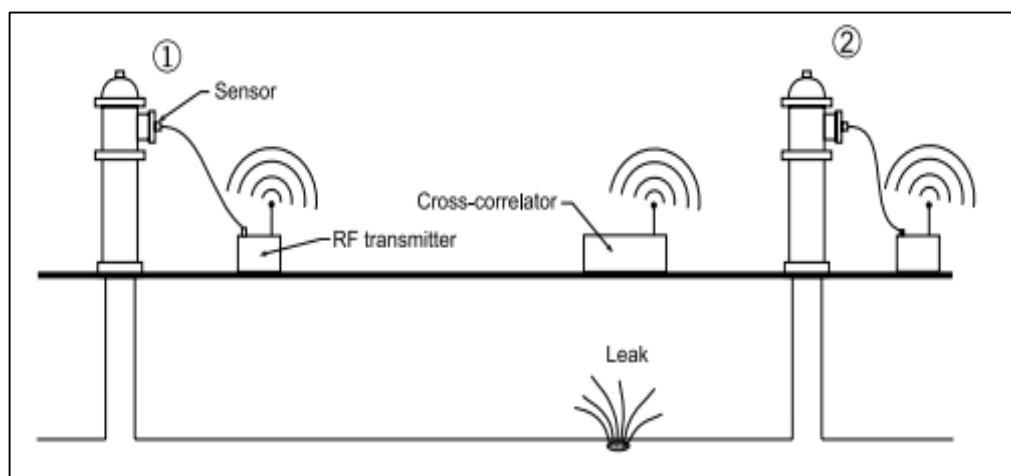 ①
②
Sensor
Cross-correlator
RF transmitter
Leak